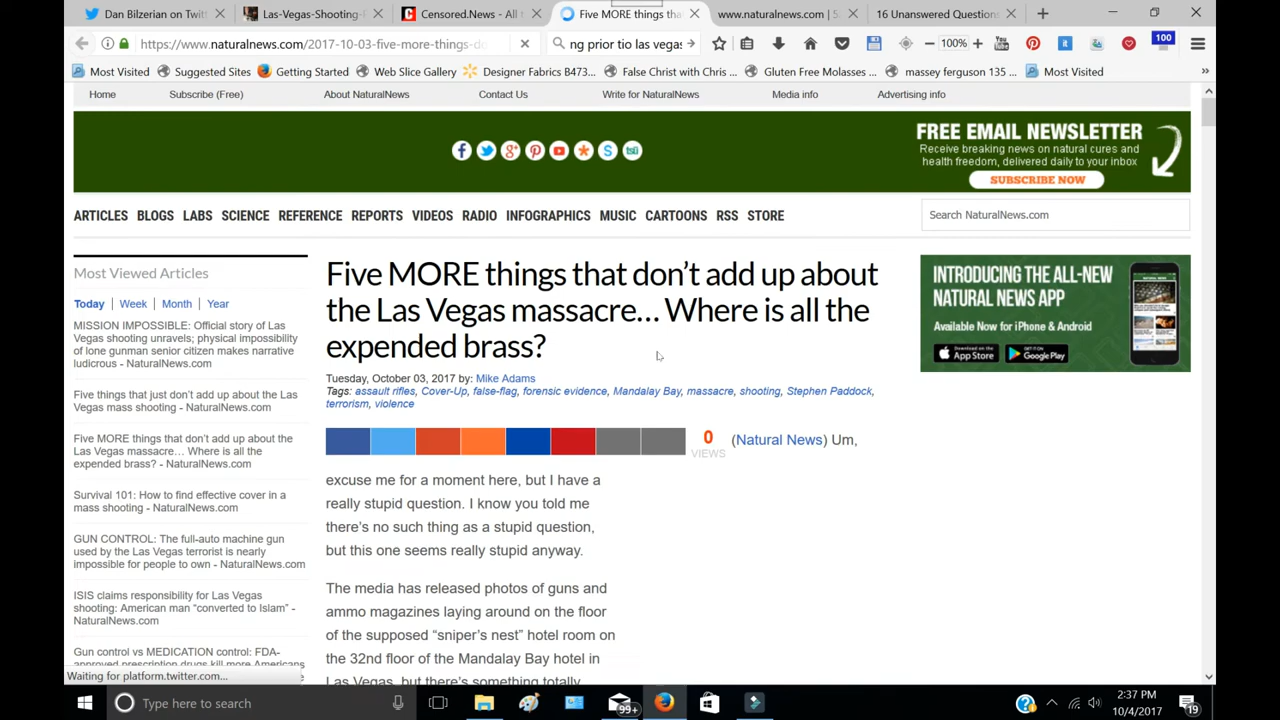 Dan Bilzerian on Twitt
Las-Vegas-Shooting-F
Censored.News - All t
Five MORE things tha
www.naturalnews.com | 5
16 Unanswered Question
https://www.naturalnews.com/2017-10-03-five-more-things-do
ng prior tio las vegas
100%
You
100
Most Visited
Suggested Sites
Getting Started
Web Slice Gallery
Designer Fabrics B473...
False Christ with Chris ...
Gluten Free Molasses ...
massey ferguson 135 ...
Most Visited
Home
Subscribe (Free)
About NaturalNews
Contact Us
Write for NaturalNews
Media info
Advertising info
FREE EMAIL NEWSLETTER
Receive breaking news on natural cures and
health freedom, delivered daily to your inbox
SUBSCRIBE NOW
ARTICLES BLOGS LABS SCIENCE REFERENCE REPORTS VIDEOS RADIO INFOGRAPHICS MUSIC CARTOONS RSS STORE
Search NaturalNews.com
Most Viewed Articles
Today | Week | Month | Year
MISSION IMPOSSIBLE: Official story of Las
Vegas shooting unravels; physical impossibility
of lone gunman senior citizen makes narrative
ludicrous - NaturalNews.com
Five things that just don't add up about the Las
Vegas mass shooting - NaturalNews.com
Five MORE things that don't add up about the
Las Vegas massacre... Where is all the
expended brass? - NaturalNews.com
Survival 101: How to find effective cover in a
mass shooting - NaturalNews.com
GUN CONTROL: The full-auto machine gun
used by the Las Vegas terrorist is nearly
impossible for people to own - NaturalNews.com
ISIS claims responsibility for Las Vegas
shooting: American man “converted to Islam” -
NaturalNews.com
Gun control vs MEDICATION control: FDA-
approved prescription drugs kill more Americans
Five MORE things that don't add up about
the Las Vegas massacre... Where is all the
expended brass?
Tuesday, October 03, 2017 by: Mike Adams
Tags: assault rifles, Cover-Up, false-flag, forensic evidence, Mandalay Bay, massacre, shooting, Stephen Paddock,
terrorism, violence
0
VIEWS
(Natural News) Um,
excuse me for a moment here, but I have a
really stupid question. I know you told me
there's no such thing as a stupid question,
but this one seems really stupid anyway.
The media has released photos of guns and
ammo magazines laying around on the floor
of the supposed “sniper's nest” hotel room on
the 32nd floor of the Mandalay Bay hotel in
Las Vegas, but there's something totally
INTRODUCING THE ALL-NEW
NATURAL NEWS APP
Available Now for iPhone & Android
App Store
Google Play
Waiting for platform.twitter.com...
Type here to search
99+
2:37 PM
10/4/2017
19